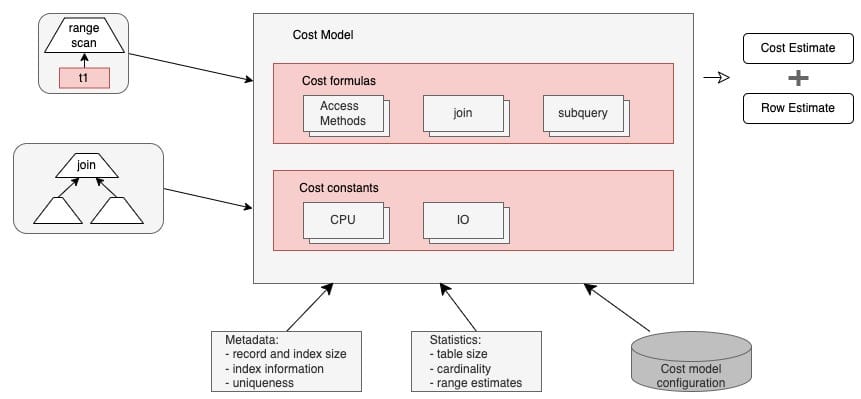 range
scan
t1
join
Cost Model
Cost formulas
Access
Methods
join
subquery
Cost constants
CPU
IO
Cost Estimate
Row Estimate
Metadata:
- record and index size
- index information
- uniqueness
Statistics:
- table size
- cardinality
- range estimates
Cost model
configuration